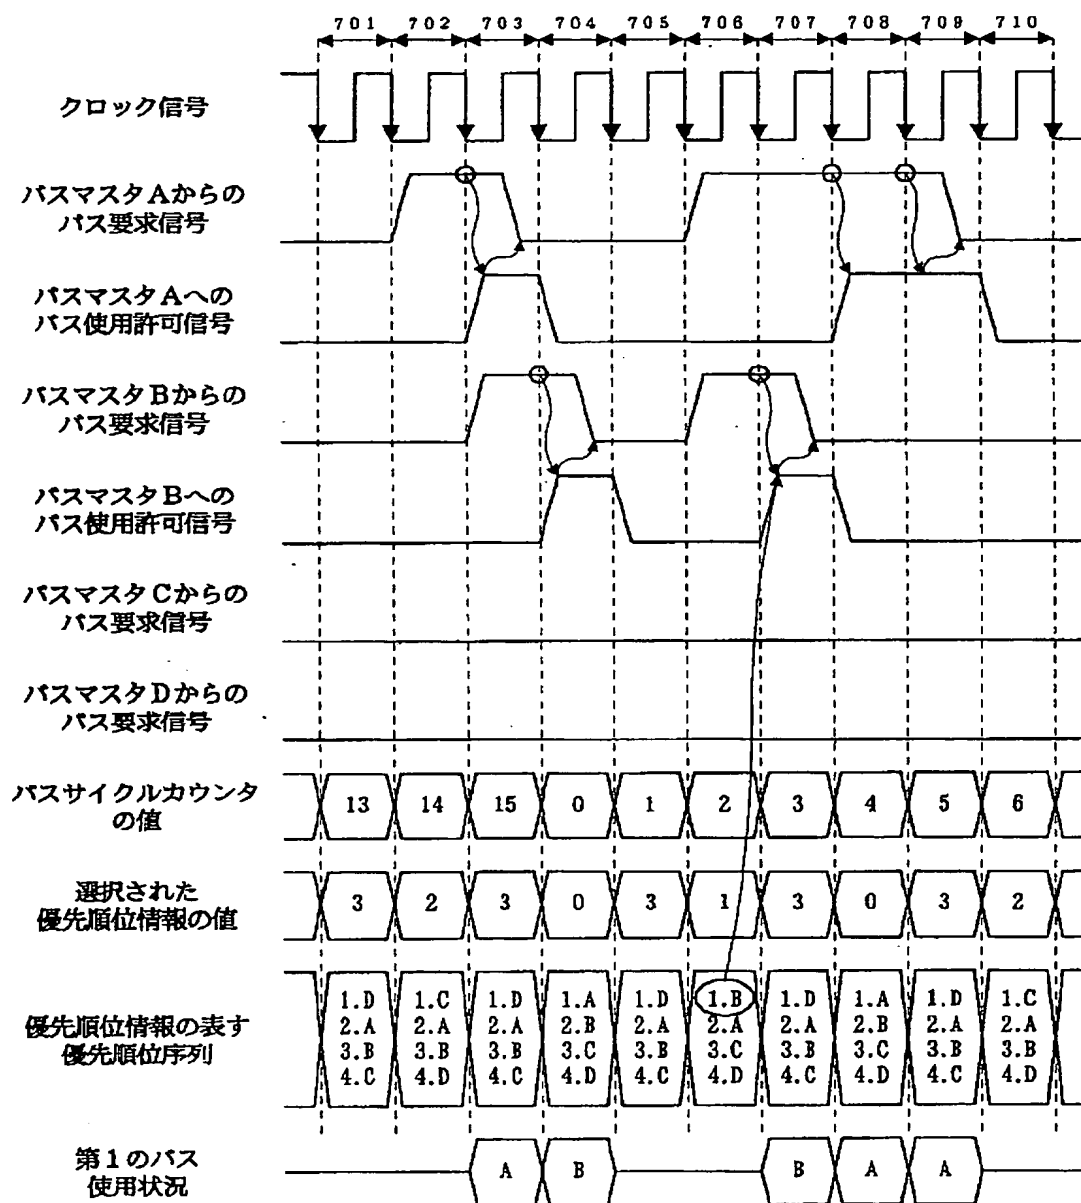 701 702 703 704 705 706 707 708 709 710
クロック信号
バスマスタAからの
バス要求信号
バスマスタAへの
バス使用許可信号
バスマスタBからの
バス要求信号
バスマスタBへの
バス使用許可信号
バスマスタCからの
バス要求信号
バスマスタDからの
バス要求信号
バスサイクルカウンタ
の値
13 14 15 0 1 2 3 4 5 6
選択された
優先順位情報の値
3 2 3 0 3 1 3 0 3 2
優先順位情報の表す
優先順位序列
1.D 1.C 1.D 1.A 1.D 1.B 1.D 1.A 1.D 1.C
2.A 2.A 2.A 2.B 2.A 2.A 2.A 2.B 2.A 2.A
3.B 3.B 3.B 3.C 3.B 3.C 3.B 3.C 3.B 3.B
4.C 4.D 4.C 4.D 4.C 4.D 4.C 4.D 4.C 4.D
第1のバス
使用状況
A B B A A